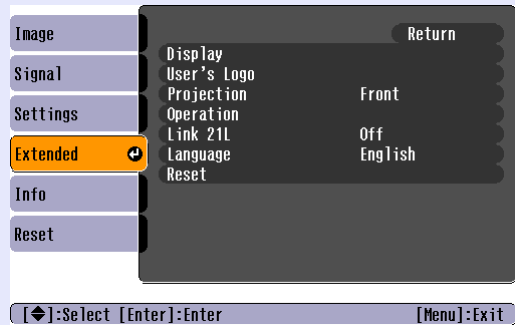 Image
Signal
Settings
Extended
Info
Reset
Return
Display
User's Logo
Projection Front
Operation
Link 21L Off
Language English
Reset
[◆]:Select [Enter]:Enter [Menu]:Exit